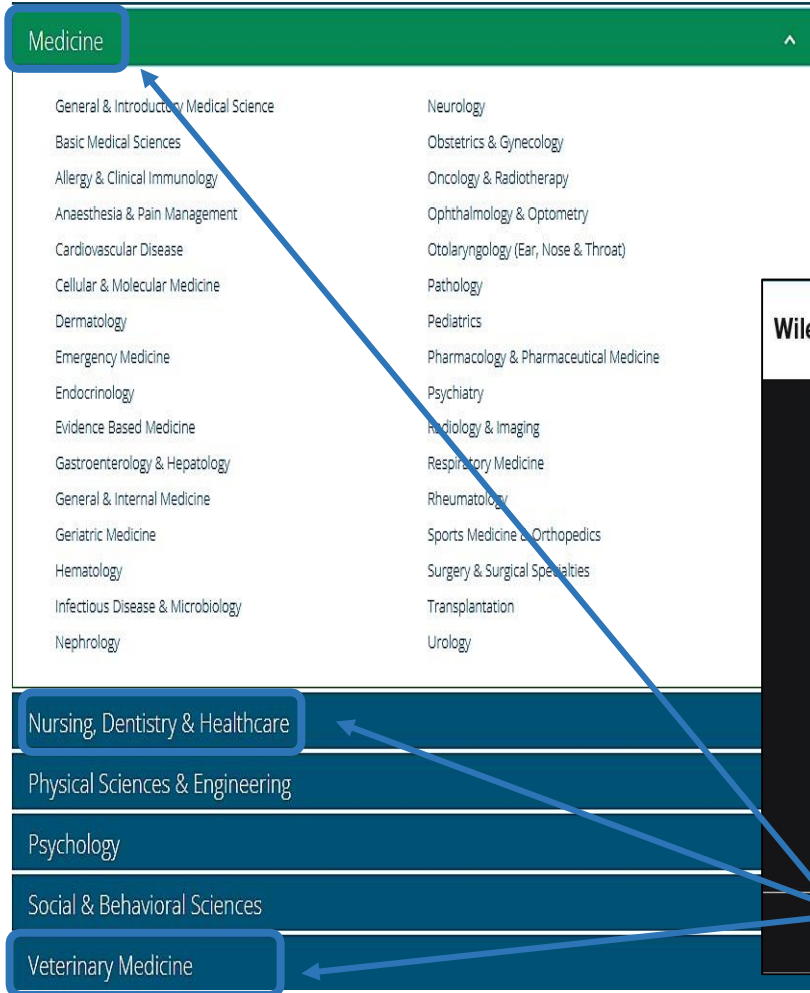 Medicine
General & Introductory Medical Science
Basic Medical Sciences
Allergy & Clinical Immunology
Anaesthesia & Pain Management
Cardiovascular Disease
Cellular & Molecular Medicine
Dermatology
Emergency Medicine
Endocrinology
Evidence Based Medicine
Gastroenterology & Hepatology
General & Internal Medicine
Geriatric Medicine
Hematology
Infectious Disease & Microbiology
Nephrology
Neurology
Obstetrics & Gynecology
Oncology & Radiotherapy
Ophthalmology & Optometry
Otolaryngology (Ear, Nose & Throat)
Pathology
Pediatrics
Pharmacology & Pharmaceutical Medicine
Psychiatry
Radiology & Imaging
Respiratory Medicine
Rheumatology
Sports Medicine & Orthopedics
Surgery & Surgical Specialties
Transplantation
Urology
Wile
Nursing, Dentistry & Healthcare
Physical Sciences & Engineering
Psychology
Social & Behavioral Sciences
Veterinary Medicine